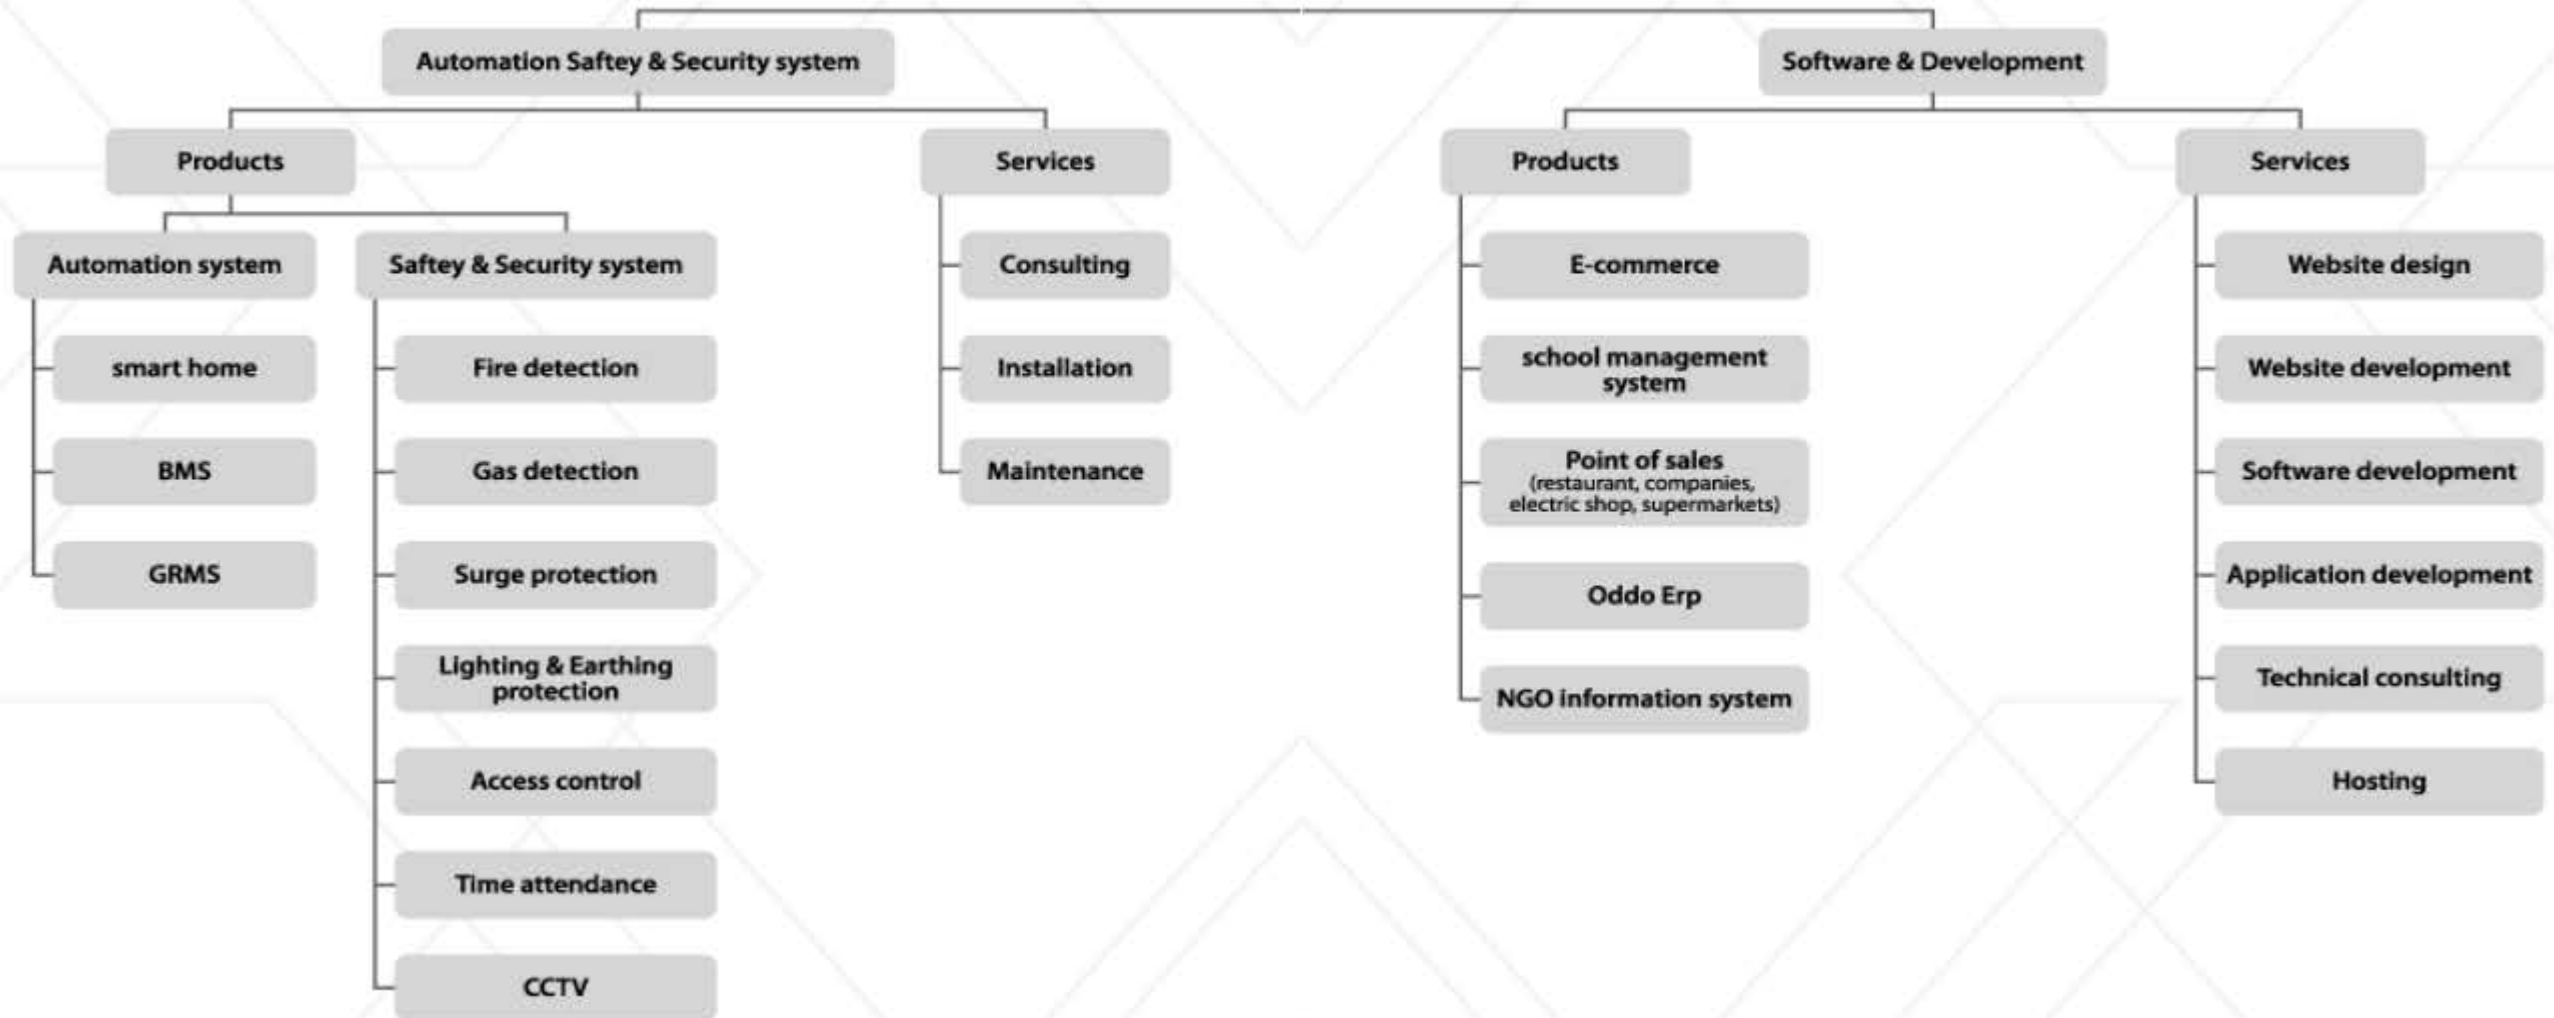 Automation Saftey & Security system
Products
Automation system
smart home
BMS
GRMS
Saftey & Security system
Fire detection
Gas detection
Surge protection
Lighting & Earthing
protection
Access control
Time attendance
CCTV
Services
Consulting
Installation
Maintenance
Software & Development
Products
E-commerce
school management
system
Point of sales
(restaurant, companies,
electric shop, supermarkets)
Oddo Erp
NGO information system
Services
Website design
Website development
Software development
Application development
Technical consulting
Hosting